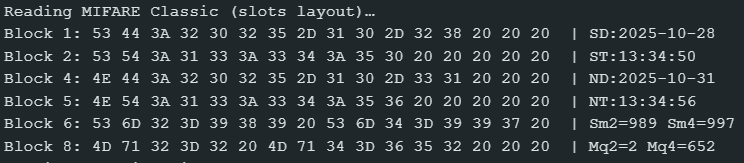 Reading MIFARE Classic (slots layout)…
Block 1: 53 44 3A 32 30 32 35 2D 31 30 2D 32 38 20 20 20 | SD:2025-10-28
Block 2: 53 54 3A 31 33 3A 33 34 3A 35 30 20 20 20 20 20 | ST:13:34:50
Block 4: 4E 44 3A 32 30 32 35 2D 31 30 2D 33 31 20 20 20 | ND:2025-10-31
Block 5: 4E 54 3A 31 33 3A 33 34 3A 35 36 20 20 20 20 20 | NT:13:34:56
Block 6: 53 6D 32 3D 39 38 39 20 53 6D 34 3D 39 39 37 20 | Sm2=989 Sm4=997
Block 8: 4D 71 32 3D 32 20 4D 71 34 3D 36 35 32 20 20 20 | Mq2=2 Mq4=652